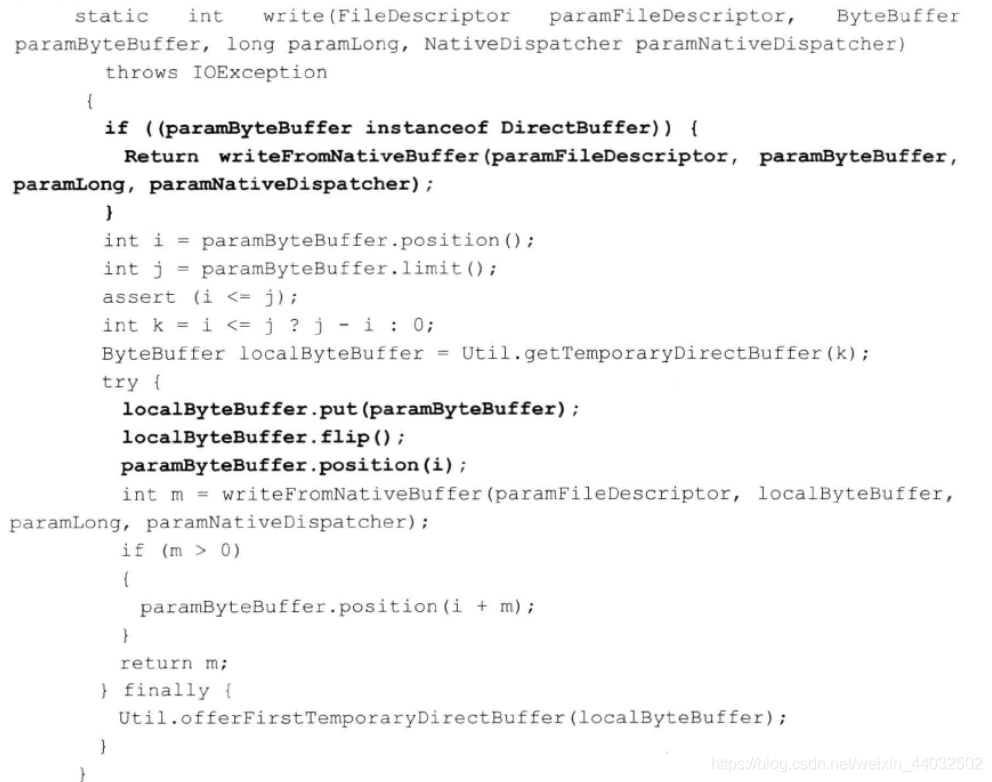 static int write(FileDescriptor paramFileDescriptor, ByteBuffer
paramByteBuffer, long paramLong, NativeDispatcher paramNativeDispatcher)
throws IOException
{
if ((paramByteBuffer instanceof DirectBuffer)) {
Return writeFromNativeBuffer(paramFileDescriptor, paramByteBuffer,
paramLong, paramNativeDispatcher);
}
int i = paramByteBuffer.position();
int j = paramByteBuffer.limit();
assert (i <= j);
int k = i <= j ? j - i : 0;
ByteBuffer localByteBuffer = Util.getTemporaryDirectBuffer(k);
try {
localByteBuffer.put(paramByteBuffer);
localByteBuffer.flip();
paramByteBuffer.position(i);
int m = writeFromNativeBuffer(paramFileDescriptor, localByteBuffer,
paramLong, paramNativeDispatcher);
if (m > 0)
{
paramByteBuffer.position(i + m);
}
return m;
} finally {
Util.offerFirstTemporaryDirectBuffer(localByteBuffer);
}
}
https://blog.csdn.net/weixin_44032502